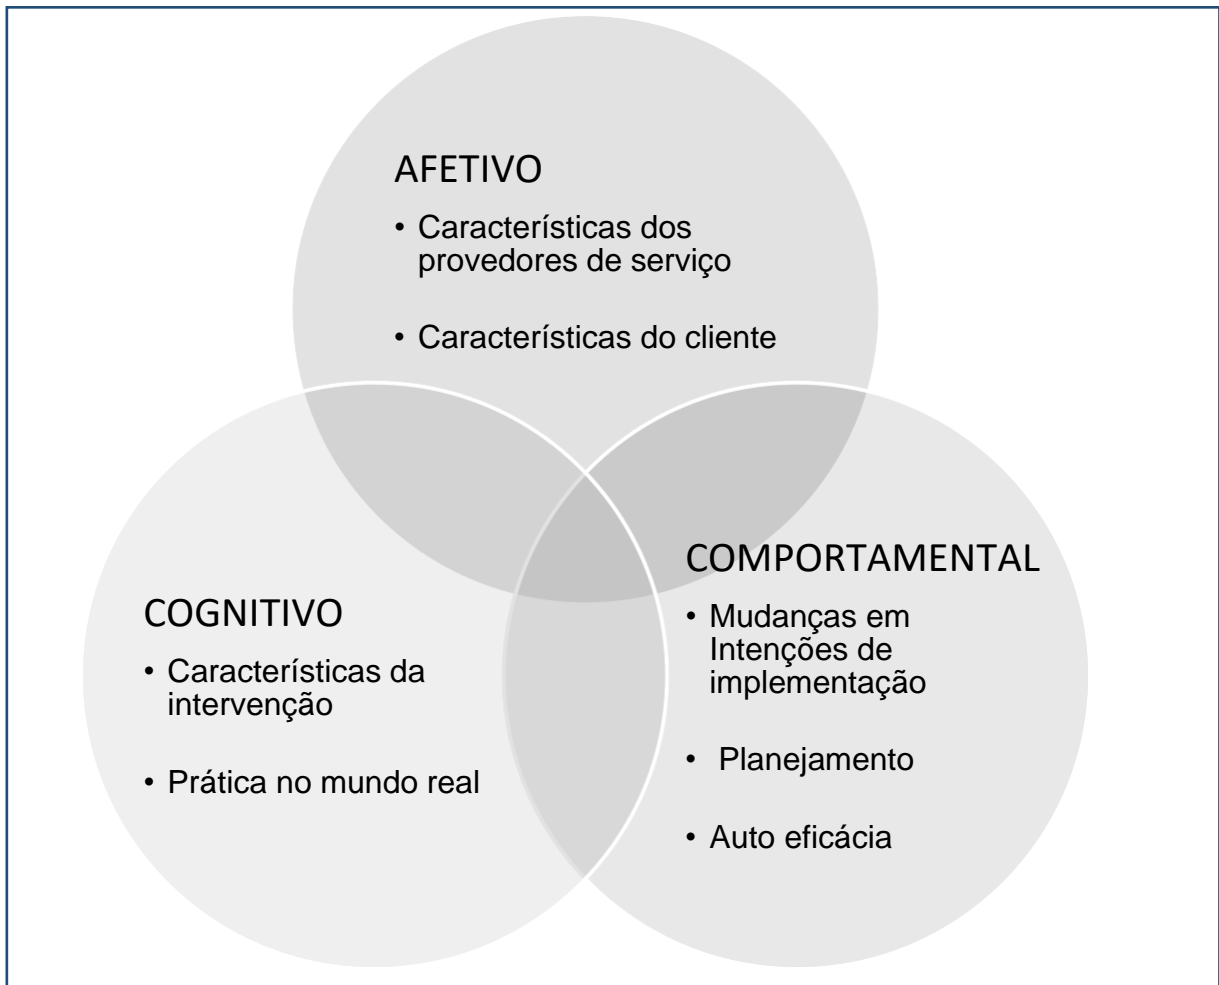 AFETIVO
• Características dos
provedores de serviço
• Características do cliente
COGNITIVO
• Características da
intervenção
• Prática no mundo real
COMPORTAMENTAL
• Mudanças em
Intenções de
implementação
• Planejamento
• Auto eficácia